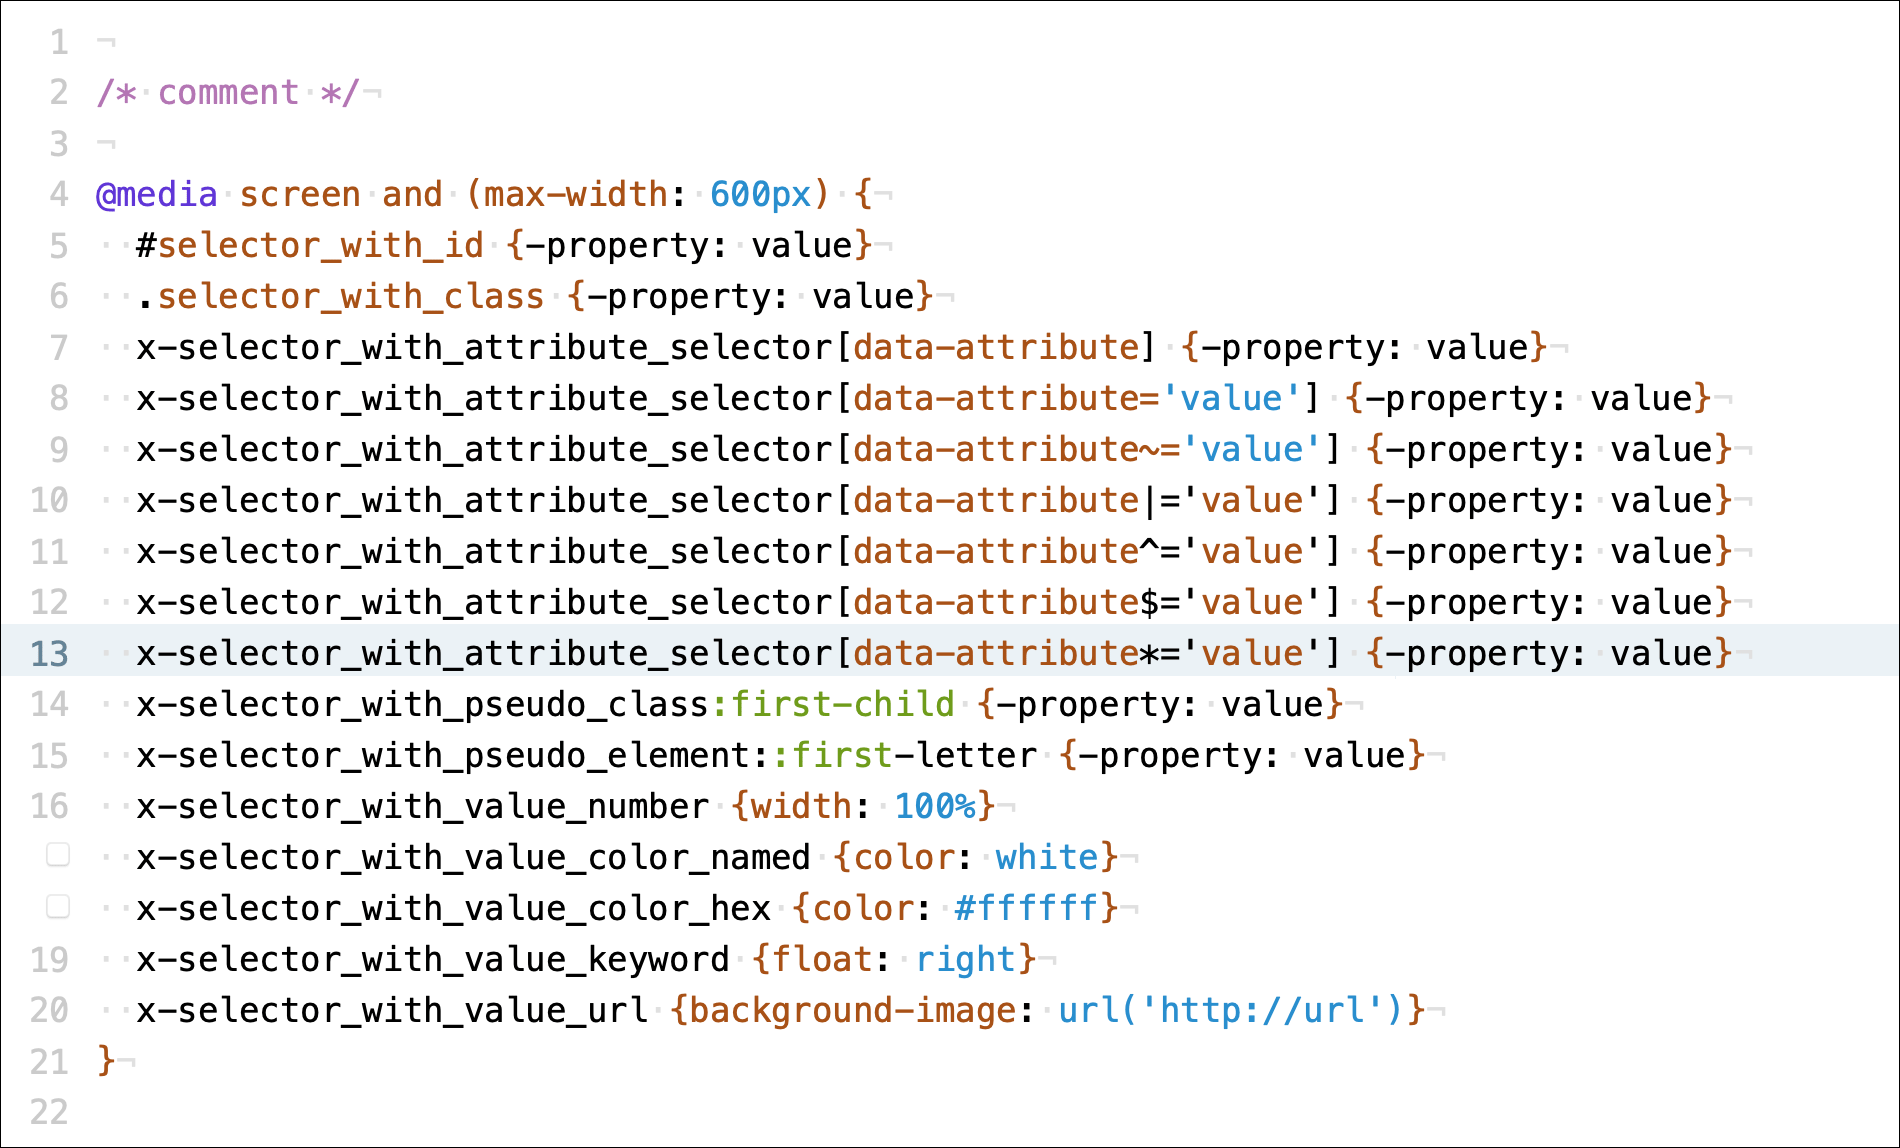 1 ¬
2 /* comment */¬
3 ¬
4 @media screen and (max-width: 600px) {¬
5   #selector_with_id {-property: value}¬
6   .selector_with_class {-property: value}¬
7   x-selector_with_attribute_selector[data-attribute] {-property: value}¬
8   x-selector_with_attribute_selector[data-attribute='value'] {-property: value}¬
9   x-selector_with_attribute_selector[data-attribute~='value'] {-property: value}¬
10   x-selector_with_attribute_selector[data-attribute|='value'] {-property: value}¬
11   x-selector_with_attribute_selector[data-attribute^='value'] {-property: value}¬
12   x-selector_with_attribute_selector[data-attribute$='value'] {-property: value}¬
13   x-selector_with_attribute_selector[data-attribute*='value'] {-property: value}¬
14   x-selector_with_pseudo_class:first-child {-property: value}¬
15   x-selector_with_pseudo_element::first-letter {-property: value}¬
16   x-selector_with_value_number {width: 100%}¬
  x-selector_with_value_color_named {color: white}¬
  x-selector_with_value_color_hex {color: #ffffff}¬
19   x-selector_with_value_keyword {float: right}¬
20   x-selector_with_value_url {background-image: url('http://url')}¬
21 }¬
22